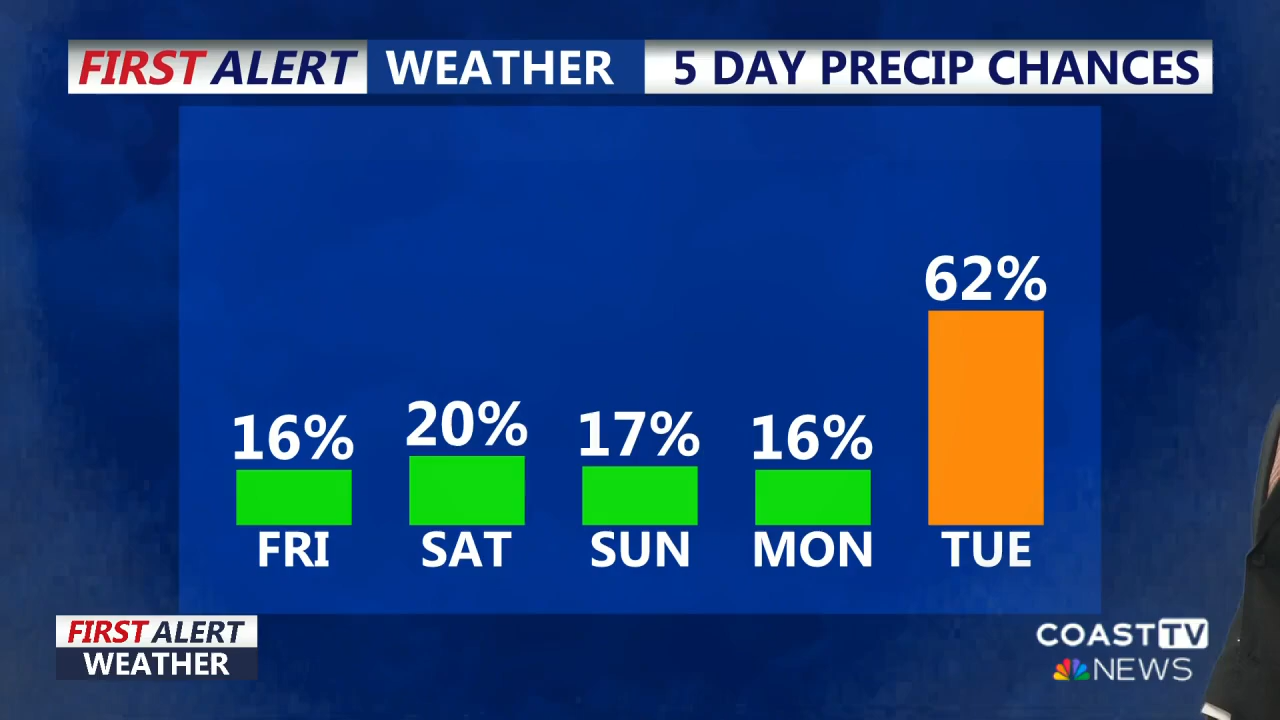 FIRST ALERT WEATHER 5 DAY PRECIP CHANCES
62%
16% 20% 17% 16%
FRI SAT SUN MON TUE
FIRST ALERT
WEATHER
COAST TV
NEWS